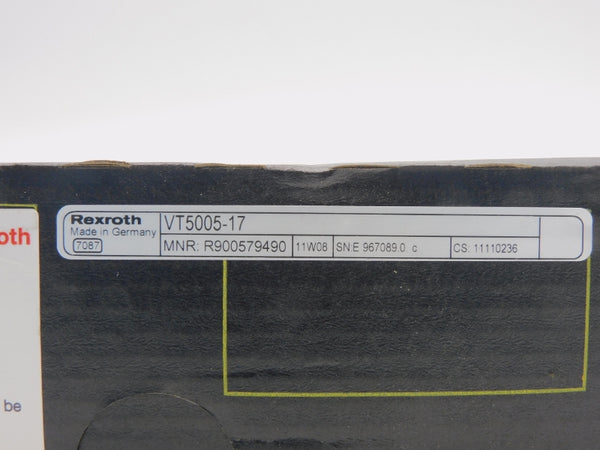 Rexroth
Made in Germany
7087
VT5005-17
MNR: R900579490
11W08
SN:E 967089.0 c
CS: 11110236
oth
be